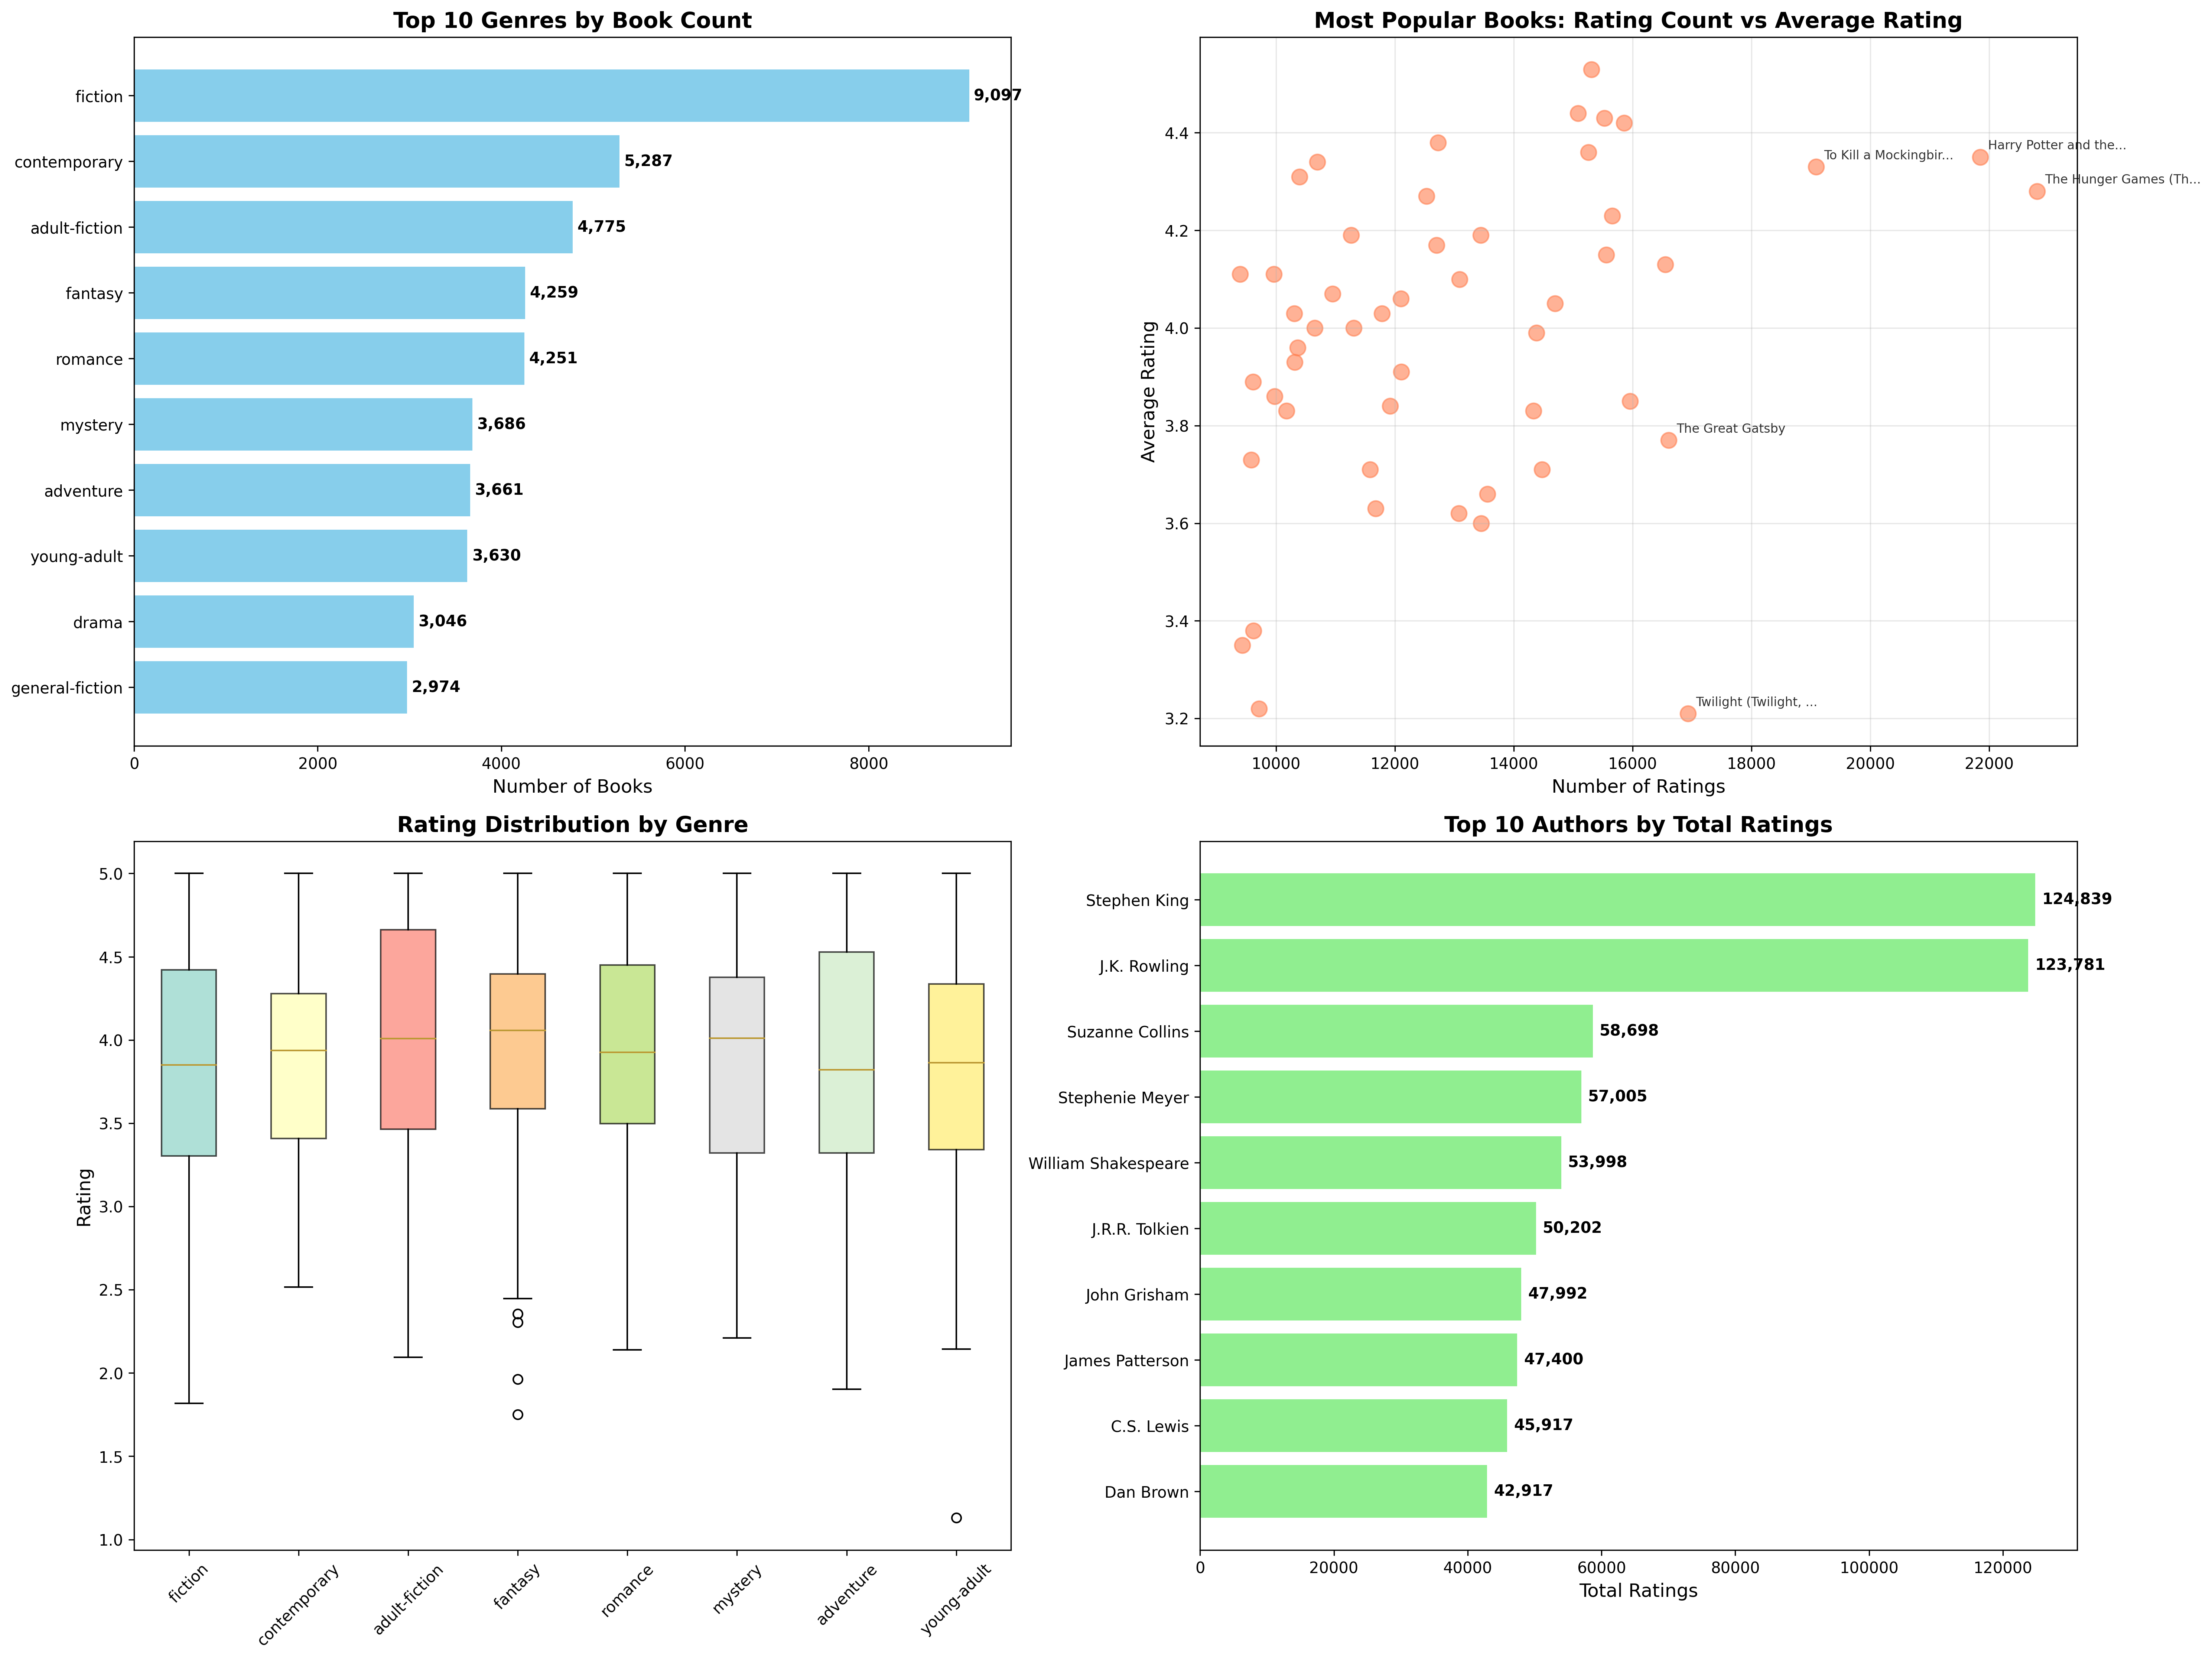 Top 10 Genres by Book Count
fiction
9,097
contemporary
5,287
adult-fiction
4,775
fantasy
4,259
romance
4,251
mystery
3,686
adventure
3,661
young-adult
3,630
drama
3,046
general-fiction
2,974
0 2000 4000 6000 8000
Number of Books
Most Popular Books: Rating Count vs Average Rating
Average Rating
4.4
4.2
4.0
3.8
3.6
3.4
3.2
Harry Potter and the...
To Kill a Mockingbir...
The Hunger Games (Th...
The Great Gatsby
Twilight (Twilight, ...
10000 12000 14000 16000 18000 20000 22000
Number of Ratings
Rating Distribution by Genre
Rating
5.0
4.5
4.0
3.5
3.0
2.5
2.0
1.5
1.0
fiction
contemporary
adult-fiction
fantasy
romance
mystery
adventure
young-adult
Top 10 Authors by Total Ratings
Stephen King
124,839
J.K. Rowling
123,781
Suzanne Collins
58,698
Stephenie Meyer
57,005
William Shakespeare
53,998
J.R.R. Tolkien
50,202
John Grisham
47,992
James Patterson
47,400
C.S. Lewis
45,917
Dan Brown
42,917
0 20000 40000 60000 80000 100000 120000
Total Ratings